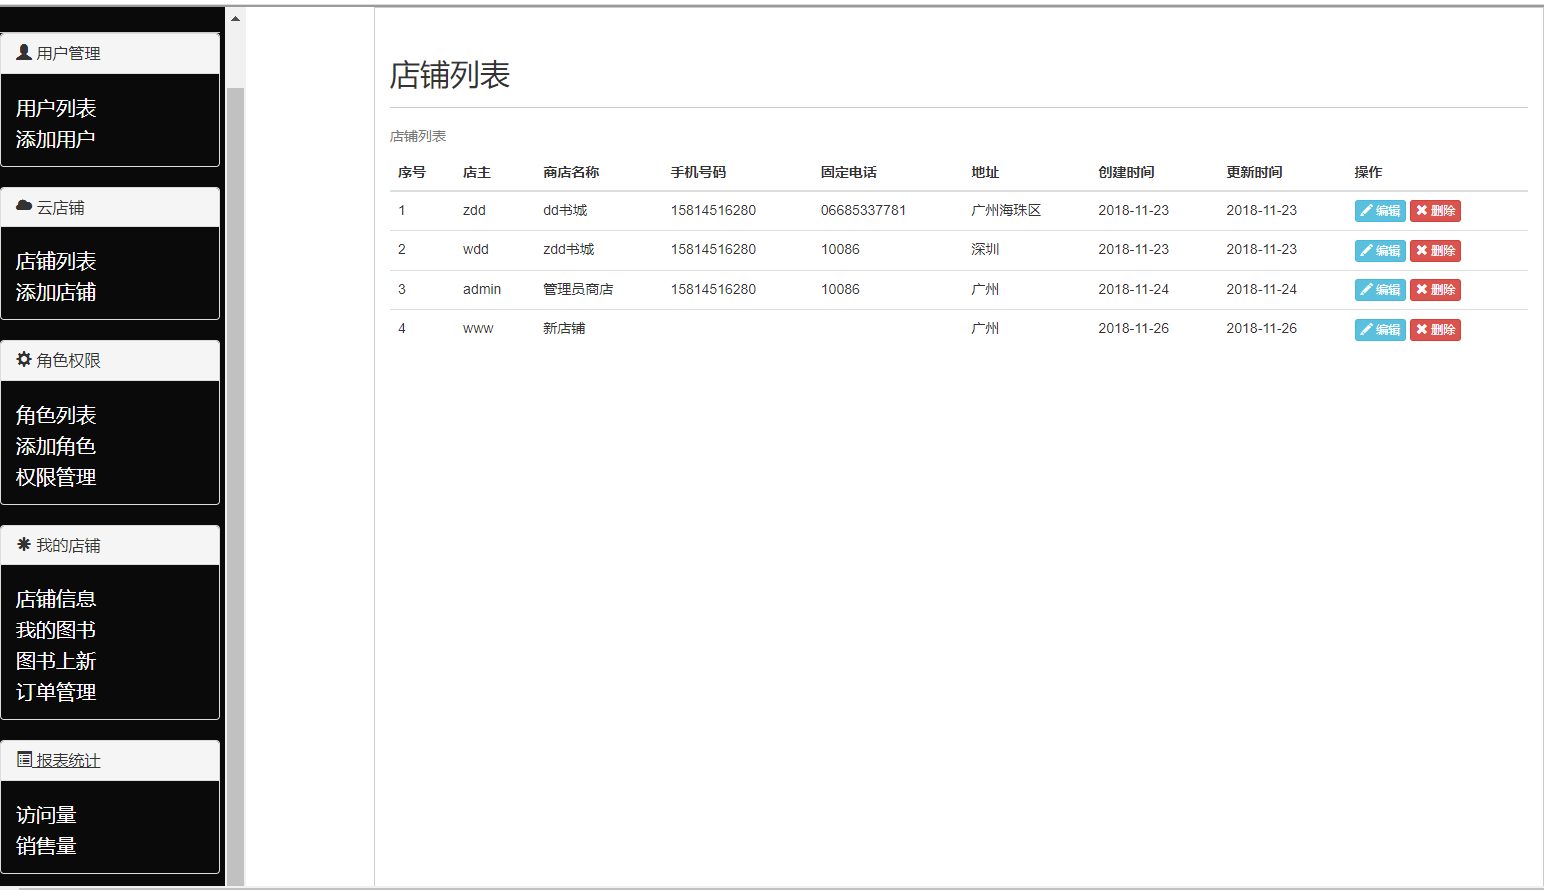 用户管理
用户列表
添加用户
云店铺
店铺列表
添加店铺
角色权限
角色列表
添加角色
权限管理
我的店铺
店铺信息
我的图书
图书上新
订单管理
报表统计
访问量
销售量
店铺列表
店铺列表
序号 店主 商店名称 手机号码 固定电话 地址 创建时间 更新时间 操作
1 zdd dd书城 15814516280 06685337781 广州海珠区 2018-11-23 2018-11-23 编辑 删除
2 wdd zdd书城 15814516280 10086 深圳 2018-11-23 2018-11-23 编辑 删除
3 admin 管理员商店 15814516280 10086 广州 2018-11-24 2018-11-24 编辑 删除
4 www 新店铺 广州 2018-11-26 2018-11-26 编辑 删除